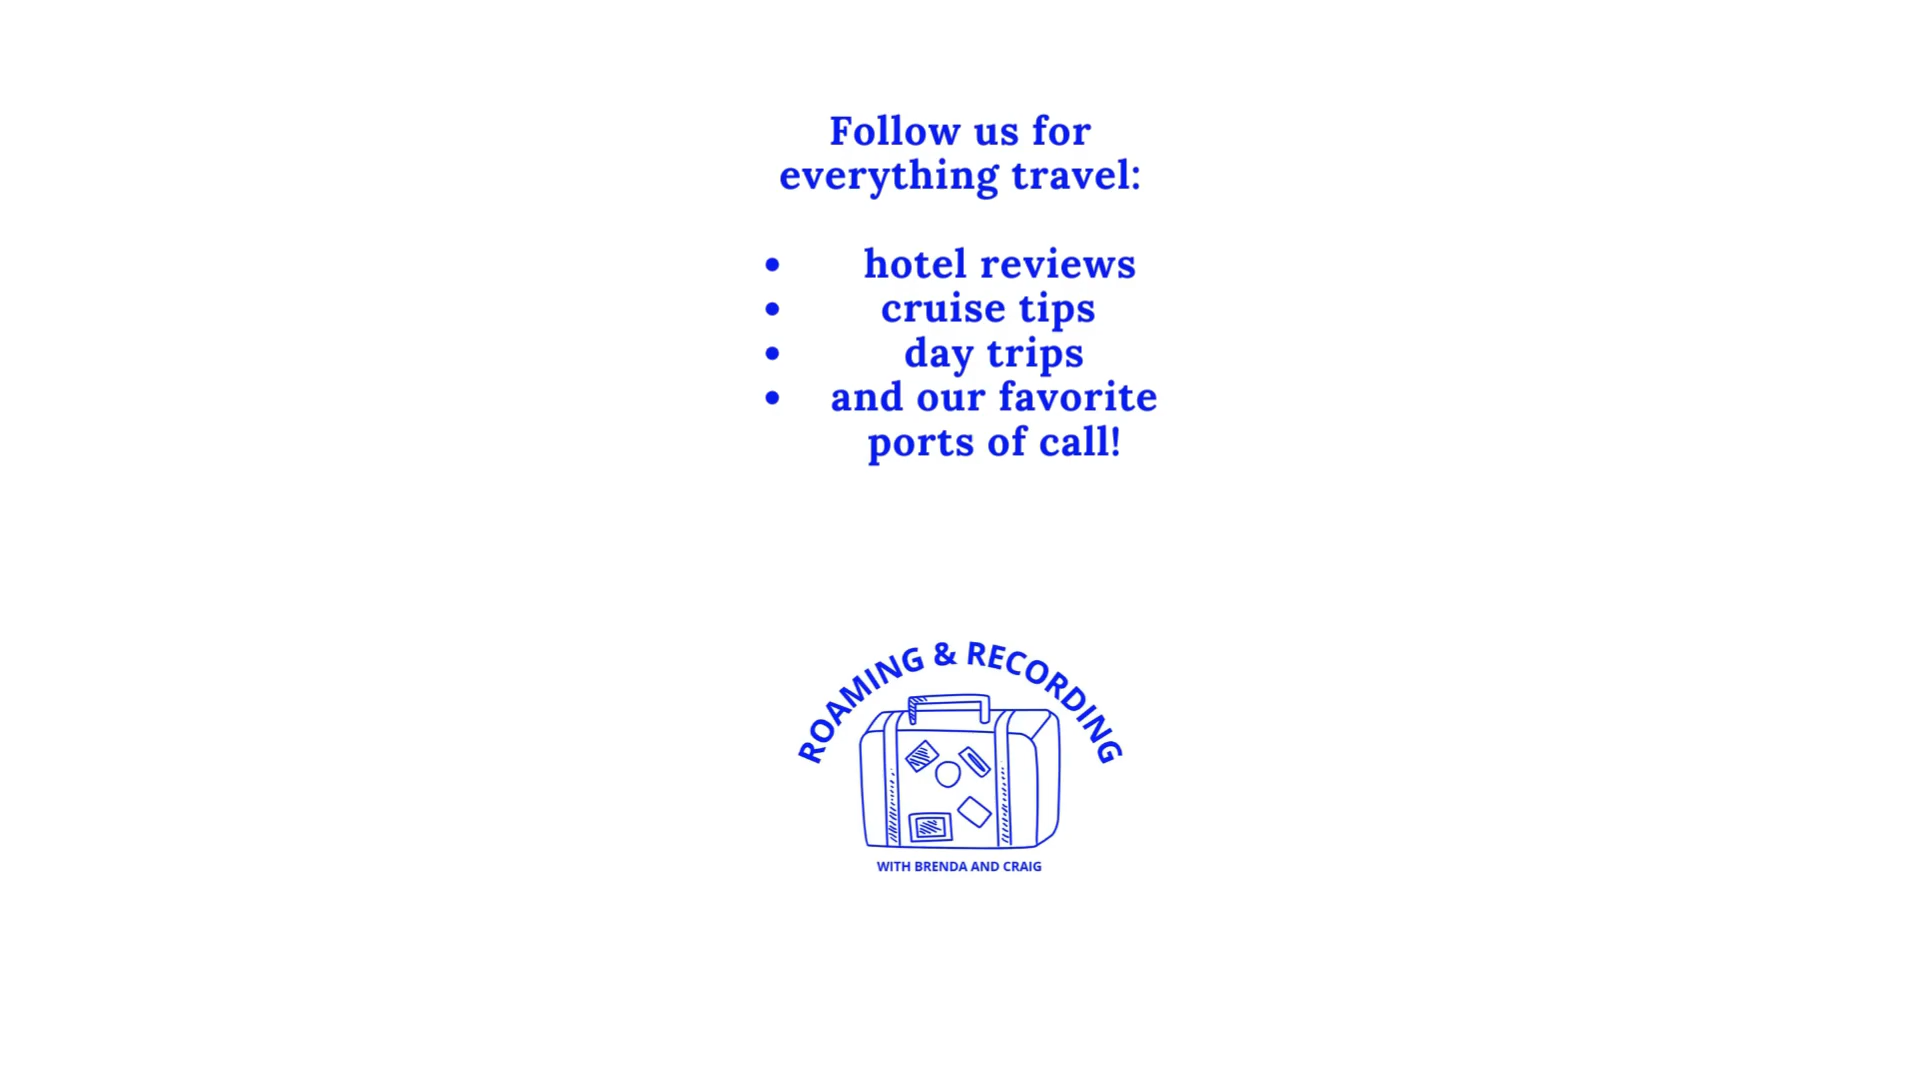 Follow us for
everything travel:
• hotel reviews
• cruise tips
• day trips
• and our favorite
ports of call!
ROAMING & RECORDING
WITH BRENDA AND CRAIG